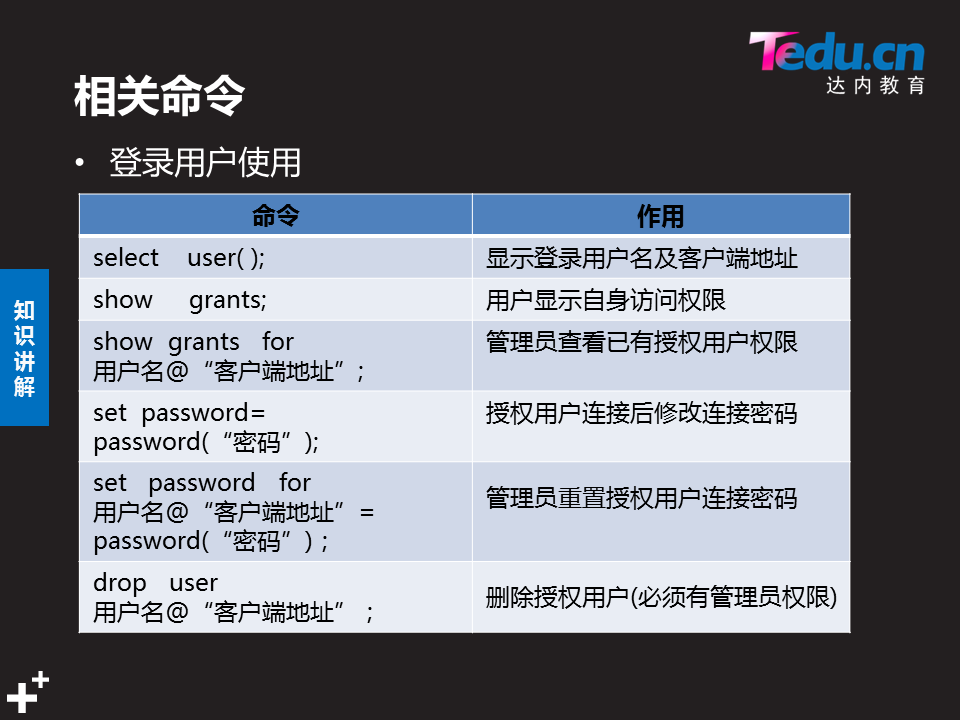 Tedu.cn
达内教育
相关命令
• 登录用户使用
命令 作用
select user( ); 显示登录用户名及客户端地址
show grants; 用户显示自身访问权限
show grants for 管理员查看已有授权用户权限
用户名@“客户端地址”;
set password= 授权用户连接后修改连接密码
password(“密码”);
set password for
用户名@“客户端地址”= 管理员重置授权用户连接密码
password(“密码”) ;
drop user
用户名@“客户端地址” ; 删除授权用户(必须有管理员权限)
知
识
讲
解